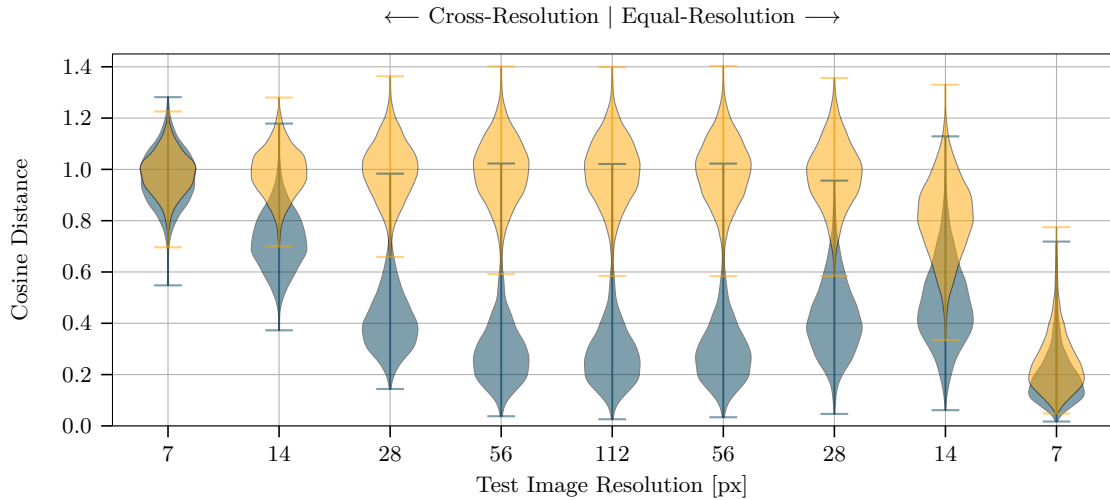 ⟵ Cross-Resolution | Equal-Resolution ⟶
1.4
1.2
1.0
0.8
0.6
0.4
0.2
0.0
Cosine Distance
7 14 28 56 112 56 28 14 7
Test Image Resolution [px]